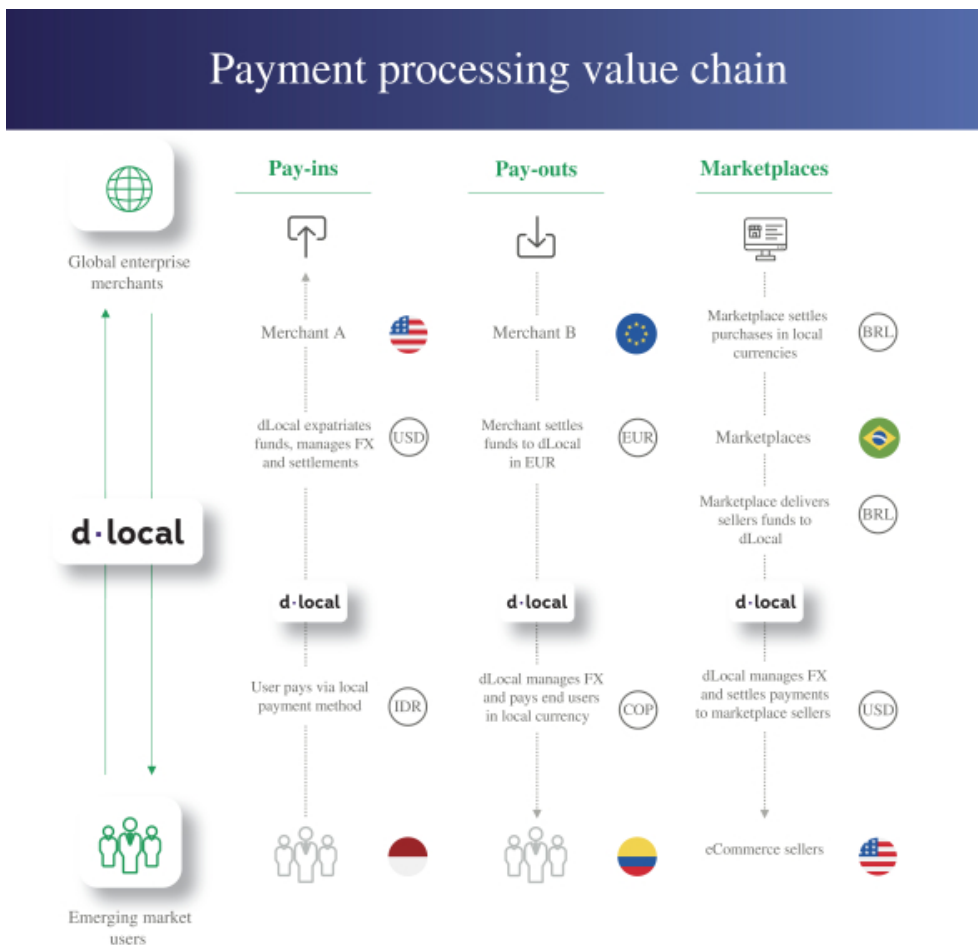 Payment processing value chain
Global enterprise
merchants
d·local
Emerging market
users
Pay-ins
Merchant A
dLocal expatriates
funds, manages FX
and settlements
USD
d·local
User pays via local
payment method
IDR
Pay-outs
Merchant B
Merchant settles
funds to dLocal
in EUR
EUR
d·local
dLocal manages FX
and pays end users
in local currency
COP
Marketplaces
Marketplace settles
purchases in local
currencies
BRL
Marketplaces
Marketplace delivers
sellers funds to
dLocal
BRL
d·local
dLocal manages FX
and settles payments
to marketplace sellers
USD
eCommerce sellers